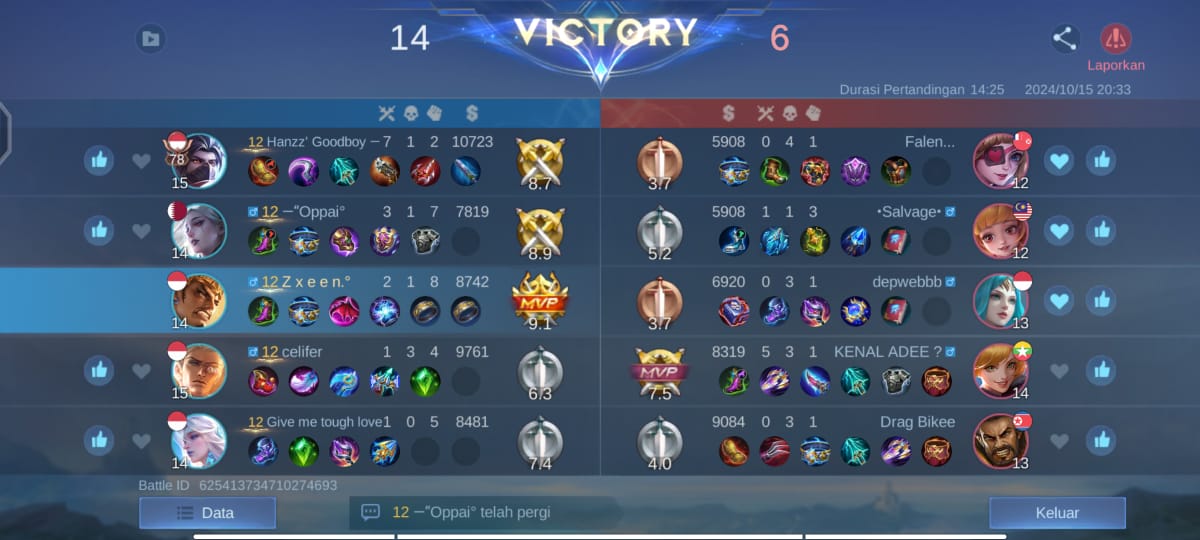 14 VICTORY 6
Laporkan
Durasi Pertandingan 14:25 2024/10/15 20:33
12 Hanzz' Goodboy – 7 1 2 10723 5908 0 4 1 Falen...
78
15 8.7 3.7 12
12 –“Oppai° 3 1 7 7819 5908 1 1 3 •Salvage•
14 8.9 5.2 12
12 Z x e e n.° 2 1 8 8742 6920 0 3 1 depwebbb
MVP
14 9.1 3.7 13
12 celifer 1 3 4 9761 8319 5 3 1 KENAL ADEE ?
MVP
15 6.3 7.5 14
12 Give me tough love 1 0 5 8481 9084 0 3 1 Drag Bikee
14 7.4 4.0 13
Battle ID 625413734710274693
Data 12 –“Oppai° telah pergi Keluar